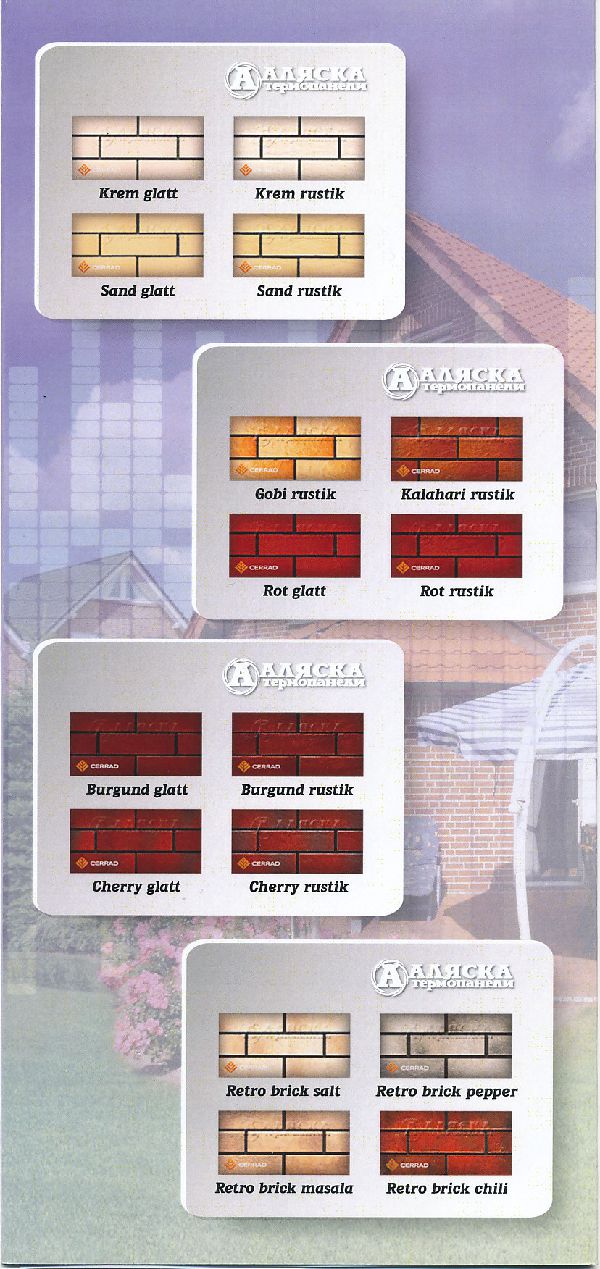 АЛЯСКА
термопанели
Krem glatt Krem rustik
CERRAD CERRAD
Sand glatt Sand rustik
АЛЯСКА
термопанели
CERRAD CERRAD
Gobi rustik Kalahari rustik
CERRAD CERRAD
Rot glatt Rot rustik
АЛЯСКА
термопанели
CERRAD CERRAD
Burgund glatt Burgund rustik
CERRAD CERRAD
Cherry glatt Cherry rustik
АЛЯСКА
термопанели
CERRAD CERRAD
Retro brick salt Retro brick pepper
CERRAD CERRAD
Retro brick masala Retro brick chili